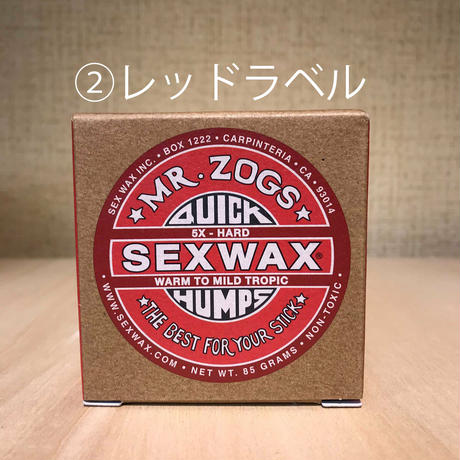 ②レッドラベル
SEX WAX INC. • BOX 1222 • CARPINTERIA • CA • 93014
★ MR. ZOGS ★
QUICK
5X - HARD
SEXWAX®
WARM TO MILD TROPIC
HUMPS
★ THE BEST FOR YOUR STICK ★
• WWW.SEXWAX.COM • NET WT. 85 GRAMS • NON-TOXIC •